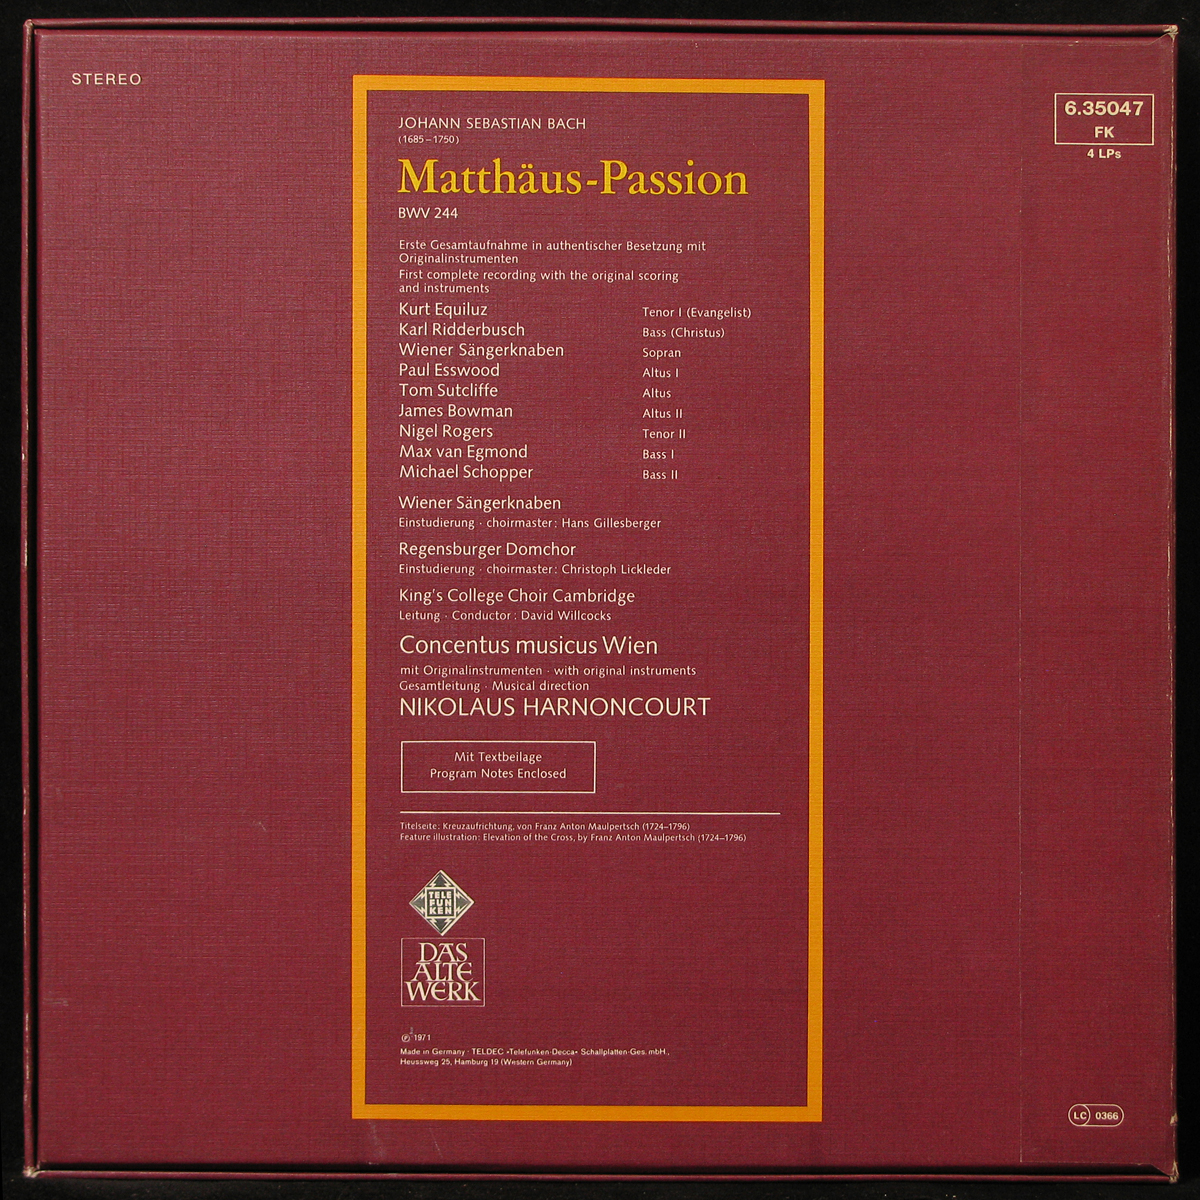 STEREO
6.35047
FK
4 LPs
JOHANN SEBASTIAN BACH
(1685–1750)
Matthäus-Passion
BWV 244
Erste Gesamtaufnahme in authentischer Besetzung mit
Originalinstrumenten
First complete recording with the original scoring
and instruments
Kurt Equiluz Tenor I (Evangelist)
Karl Ridderbusch Bass (Christus)
Wiener Sängerknaben Sopran
Paul Esswood Altus I
Tom Sutcliffe Altus
James Bowman Altus II
Nigel Rogers Tenor II
Max van Egmond Bass I
Michael Schopper Bass II
Wiener Sängerknaben
Einstudierung · choirmaster: Hans Gillesberger
Regensburger Domchor
Einstudierung · choirmaster: Christoph Lickleder
King's College Choir Cambridge
Leitung · Conductor: David Willcocks
Concentus musicus Wien
mit Originalinstrumenten · with original instruments
Gesamtleitung · Musical direction
NIKOLAUS HARNONCOURT
Mit Textbeilage
Program Notes Enclosed
Titelseite: Kreuzaufrichtung, von Franz Anton Maulpertsch (1724–1796)
Feature illustration: Elevation of the Cross, by Franz Anton Maulpertsch (1724–1796)
TELE
FUN
KEN
DAS
ALTE
WERK
℗ 1971
Made in Germany · TELDEC »Telefunken-Decca« Schallplatten-Ges. mbH.,
Heussweg 25, Hamburg 19 (Western Germany)
LC 0366